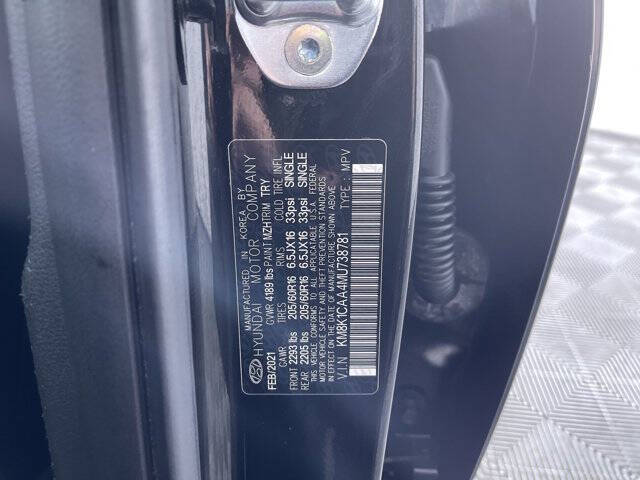 MANUFACTURED IN KOREA BY
HYUNDAI MOTOR COMPANY
FEB/2021 GVWR 4189 lbs PAINT MZH TRIM TRY
GAWR TIRES RIMS COLD TIRE INFL
FRONT 2293 lbs 205/60R16 6.5JX16 33psi SINGLE
REAR 2205 lbs 205/60R16 6.5JX16 33psi SINGLE
THIS VEHICLE CONFORMS TO ALL APPLICABLE U.S.A. FEDERAL
MOTOR VEHICLE SAFETY AND THEFT PREVENTION STANDARDS
IN EFFECT ON THE DATE OF MANUFACTURE SHOWN ABOVE.
V.I.N KM8K1CAA4MU738781 TYPE : MPV